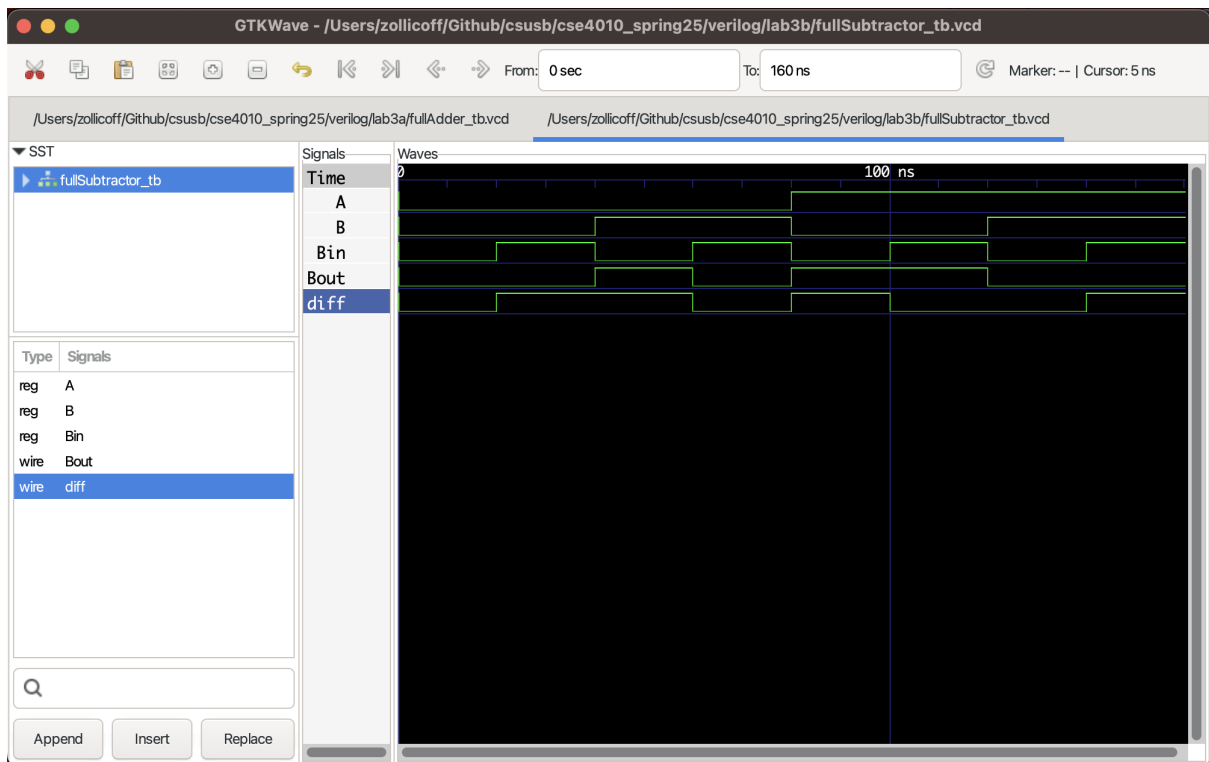 GTKWave - /Users/zollicoff/Github/csusb/cse4010_spring25/verilog/lab3b/fullSubtractor_tb.vcd
From: 0 sec To: 160 ns Marker: -- | Cursor: 5 ns
/Users/zollicoff/Github/csusb/cse4010_spring25/verilog/lab3a/fullAdder_tb.vcd /Users/zollicoff/Github/csusb/cse4010_spring25/verilog/lab3b/fullSubtractor_tb.vcd
SST
fullSubtractor_tb
Type Signals
reg A
reg B
reg Bin
wire Bout
wire diff
Append Insert Replace
Signals
Time
A
B
Bin
Bout
diff
Waves
0 100 ns